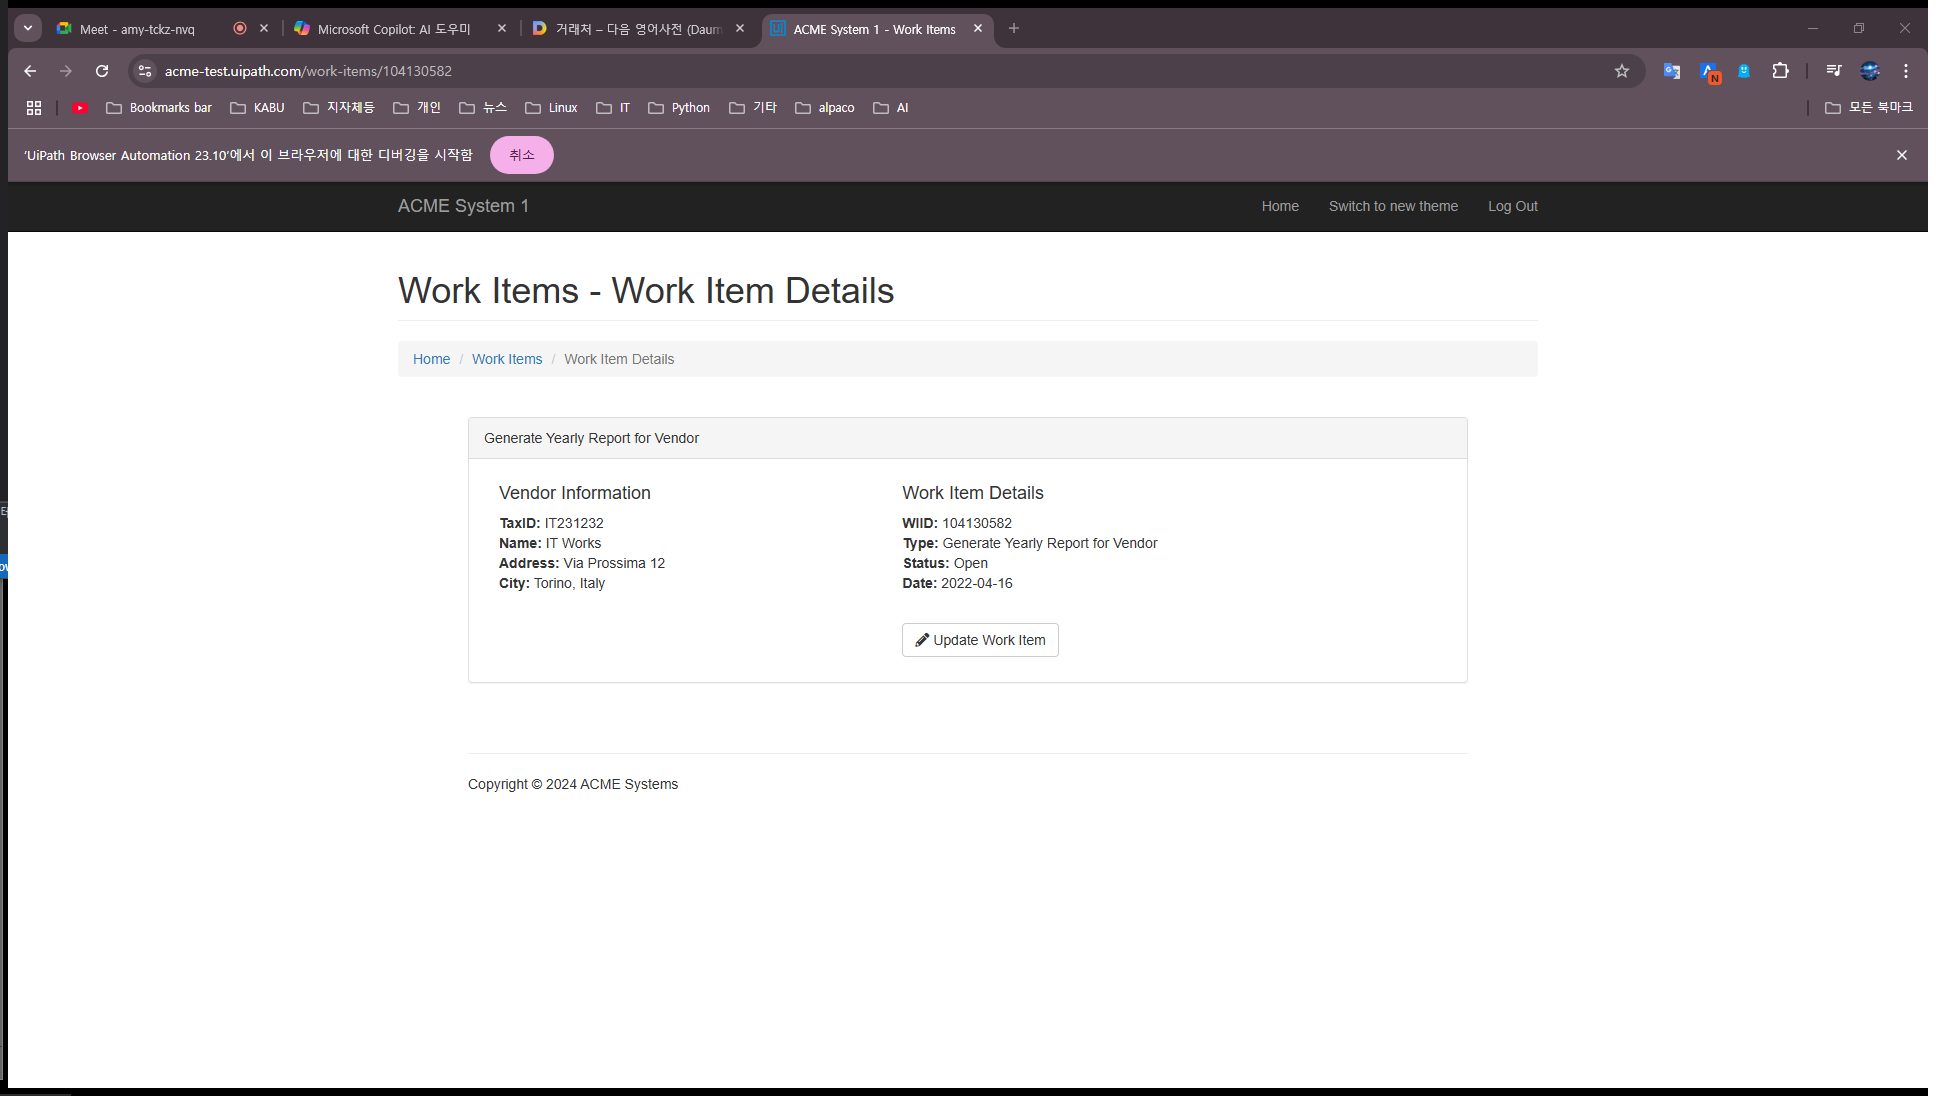 Meet - amy-tckz-nvq
Microsoft Copilot: AI 도우미
거래처 – 다음 영어사전 (Daum
ACME System 1 - Work Items
acme-test.uipath.com/work-items/104130582
Bookmarks bar
KABU
지자체등
개인
뉴스
Linux
IT
Python
기타
alpaco
AI
모든 북마크
'UiPath Browser Automation 23.10'에서 이 브라우저에 대한 디버깅을 시작함
취소
ACME System 1
Home
Switch to new theme
Log Out
Work Items - Work Item Details
Home / Work Items / Work Item Details
Generate Yearly Report for Vendor
Vendor Information
TaxID: IT231232
Name: IT Works
Address: Via Prossima 12
City: Torino, Italy
Work Item Details
WIID: 104130582
Type: Generate Yearly Report for Vendor
Status: Open
Date: 2022-04-16
Update Work Item
Copyright © 2024 ACME Systems